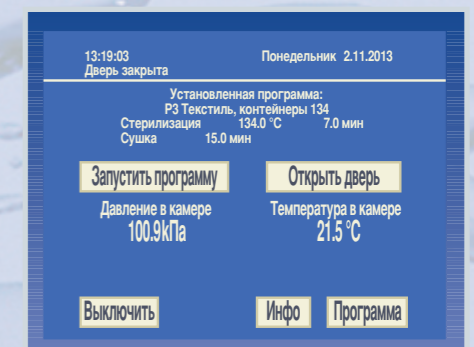 13:19:03 Понедельник 2.11.2013
Дверь закрыта
Установленная программа:
P3 Текстиль, контейнеры 134
Стерилизация 134.0 °C 7.0 мин
Сушка 15.0 мин
Запустить программу Открыть дверь
Давление в камере Температура в камере
100.9kПа 21.5 °C
Выключить Инфо Программа